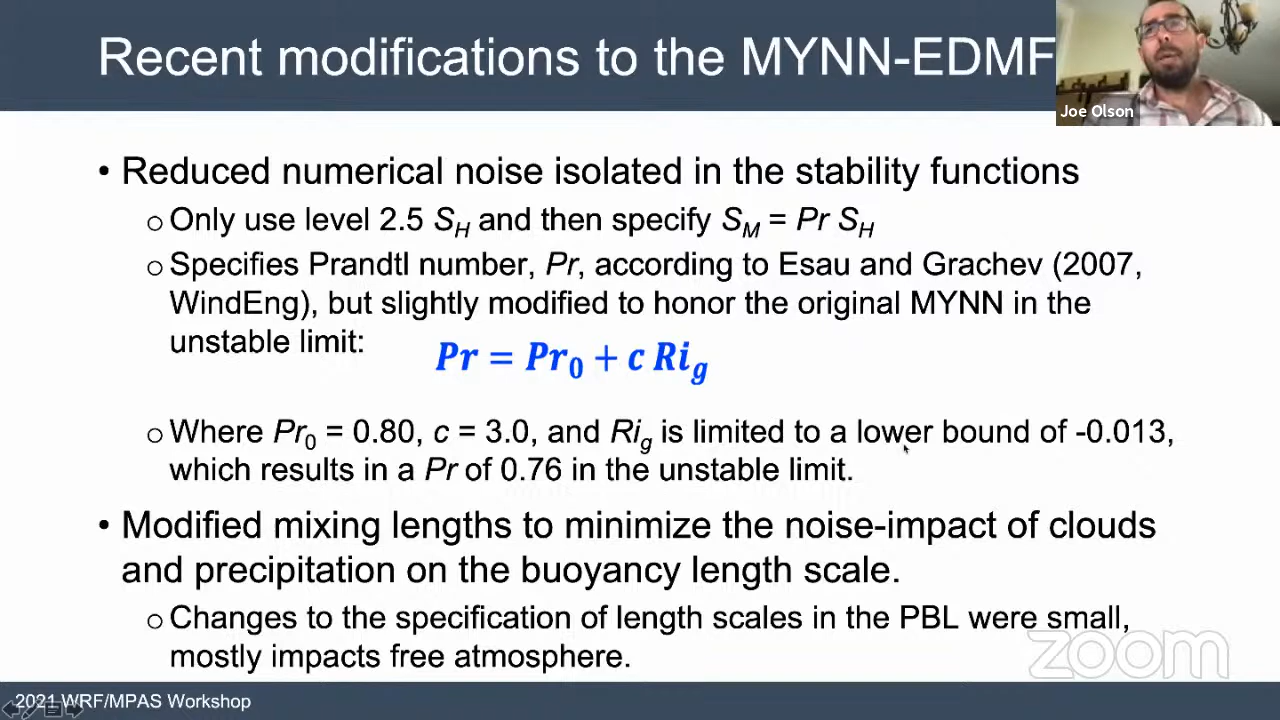 Recent modifications to the MYNN-EDMF
Joe Olson
• Reduced numerical noise isolated in the stability functions
o Only use level 2.5 S_H and then specify S_M = Pr S_H
o Specifies Prandtl number, Pr, according to Esau and Grachev (2007,
WindEng), but slightly modified to honor the original MYNN in the
unstable limit:
Pr = Pr₀ + c Ri_g
o Where Pr₀ = 0.80, c = 3.0, and Ri_g is limited to a lower bound of -0.013,
which results in a Pr of 0.76 in the unstable limit.
• Modified mixing lengths to minimize the noise-impact of clouds
and precipitation on the buoyancy length scale.
o Changes to the specification of length scales in the PBL were small,
mostly impacts free atmosphere.
zoom
2021 WRF/MPAS Workshop